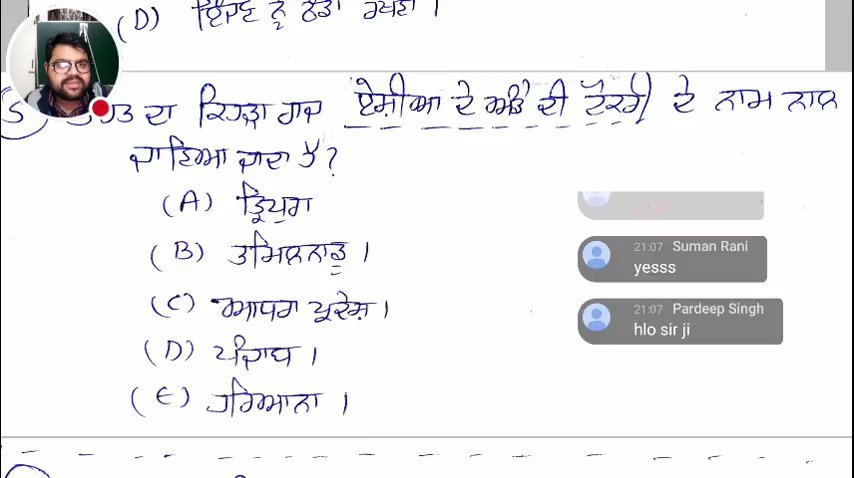 (D) ਇੰਜਣ ਨੂੰ ਠੰਡਾ ਰੱਖਣਾ ।
5 ਭਾਰਤ ਦਾ ਕਿਹੜਾ ਰਾਜ ਏਸ਼ੀਆ ਦੇ ਅੰਡੇ ਦੀ ਟੋਕਰੀ ਦੇ ਨਾਮ ਨਾਲ
ਜਾਣਿਆ ਜਾਂਦਾ ਹੈ ?
(A) ਤ੍ਰਿਪੁਰਾ
(B) ਤਾਮਿਲਨਾਡੂ ।
(C) ਆਂਧਰਾ ਪ੍ਰਦੇਸ਼ ।
(D) ਪੰਜਾਬ ।
(E) ਹਰਿਆਣਾ ।
21:07 Suman Rani
yesss
21:07 Pardeep Singh
hlo sir ji